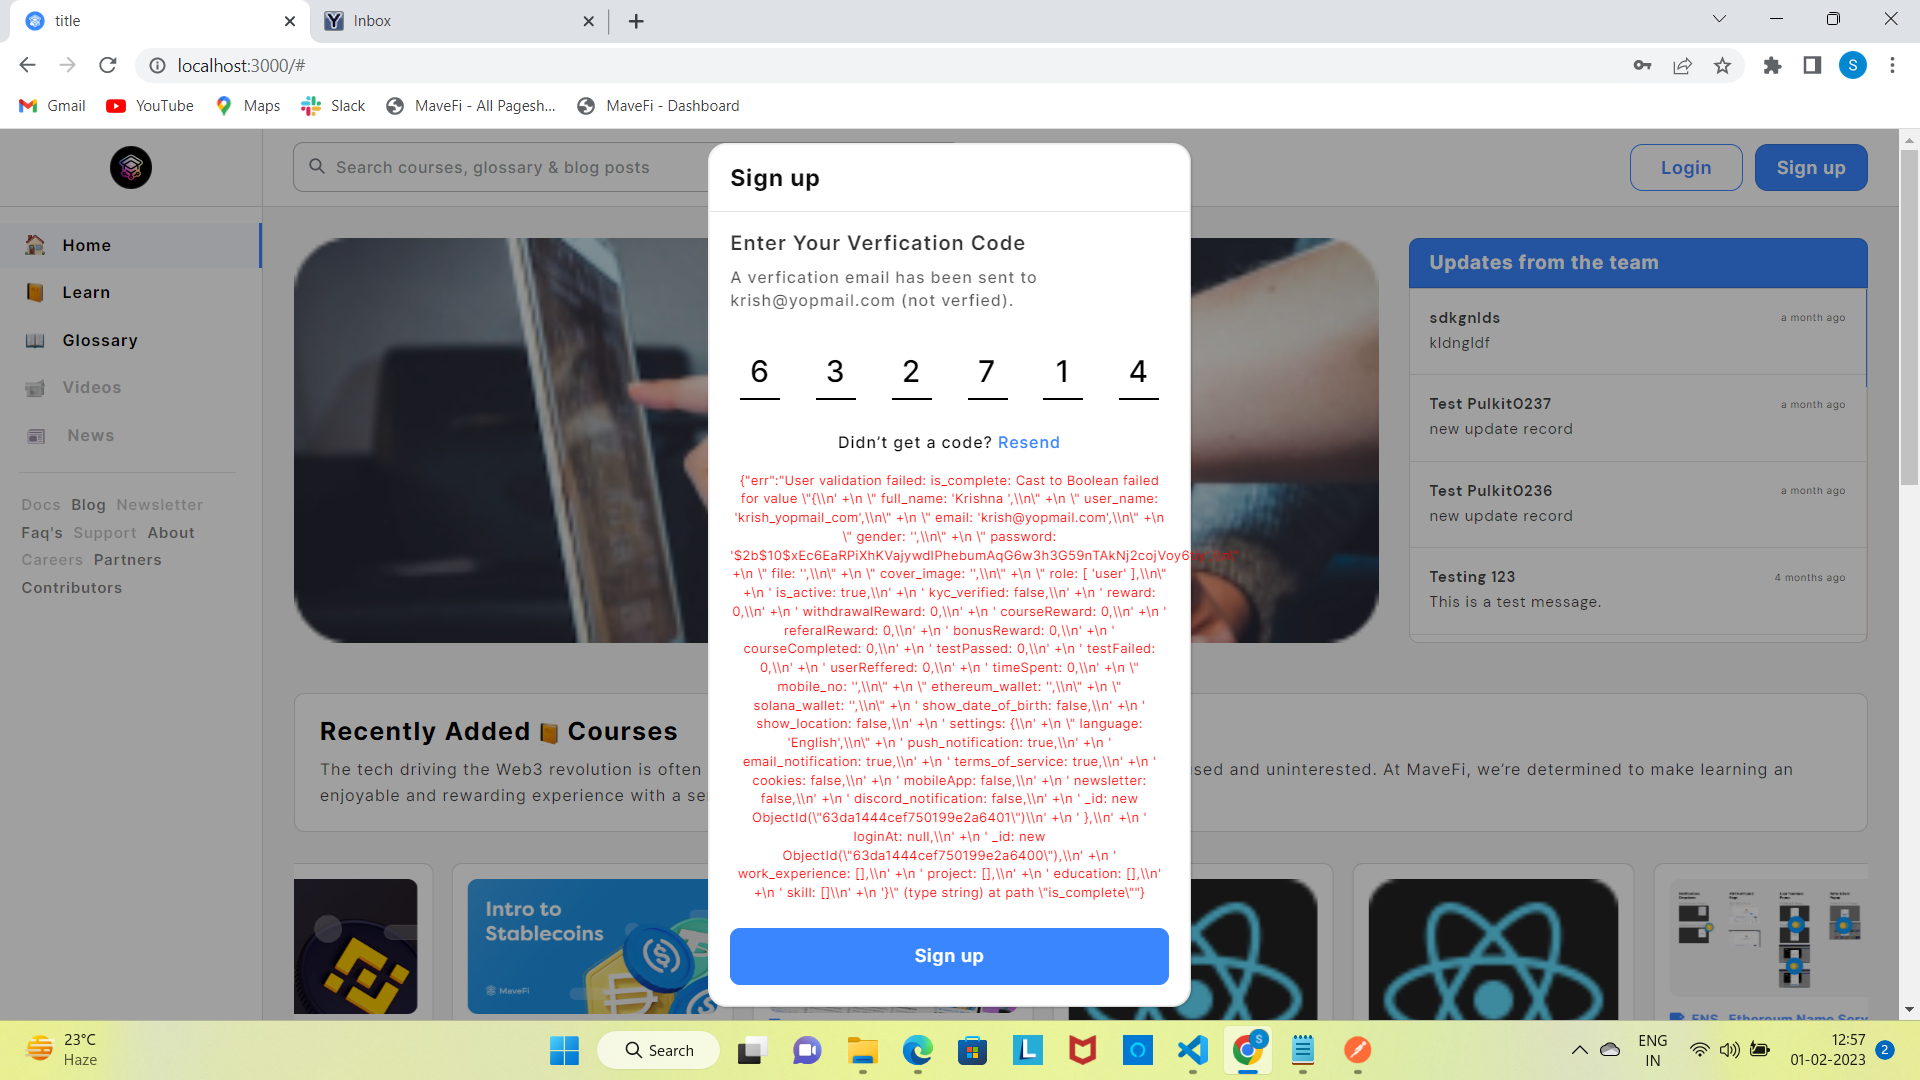 title
Inbox
localhost:3000/#
S
Gmail
YouTube
Maps
Slack
MaveFi - All Pagesh...
MaveFi - Dashboard
Search courses, glossary & blog posts
Login
Sign up
Home
Learn
Glossary
Videos
News
Docs Blog Newsletter
Faq's Support About
Careers Partners
Contributors
Sign up
Enter Your Verfication Code
A verfication email has been sent to
krish@yopmail.com (not verfied).
6 3 2 7 1 4
Didn't get a code? Resend
{"err":"User validation failed: is_complete: Cast to Boolean failed
for value \"{\\n' +\n \" full_name: 'Krishna ',\\n\" +\n \" user_name:
'krish_yopmail_com',\\n\" +\n \" email: 'krish@yopmail.com',\\n\" +\n
\" gender: '',\\n\" +\n \" password:
+\n \" file: '',\\n\" +\n \" cover_image: '',\\n\" +\n \" role: [ 'user' ],\\n\"
+\n ' is_active: true,\\n' +\n ' kyc_verified: false,\\n' +\n ' reward:
0,\\n' +\n ' withdrawalReward: 0,\\n' +\n ' courseReward: 0,\\n' +\n '
referalReward: 0,\\n' +\n ' bonusReward: 0,\\n' +\n '
courseCompleted: 0,\\n' +\n ' testPassed: 0,\\n' +\n ' testFailed:
0,\\n' +\n ' userReffered: 0,\\n' +\n ' timeSpent: 0,\\n' +\n \"
mobile_no: '',\\n\" +\n \" ethereum_wallet: '',\\n\" +\n \"
solana_wallet: '',\\n\" +\n ' show_date_of_birth: false,\\n' +\n '
show_location: false,\\n' +\n ' settings: {\\n' +\n \" language:
'English',\\n\" +\n ' push_notification: true,\\n' +\n '
email_notification: true,\\n' +\n ' terms_of_service: true,\\n' +\n '
cookies: false,\\n' +\n ' mobileApp: false,\\n' +\n ' newsletter:
false,\\n' +\n ' discord_notification: false,\\n' +\n ' _id: new
ObjectId(\"63da1444cef750199e2a6401\")\\n' +\n ' },\\n' +\n '
loginAt: null,\\n' +\n ' _id: new
ObjectId(\"63da1444cef750199e2a6400\"),\\n' +\n '
work_experience: [],\\n' +\n ' project: [],\\n' +\n ' education: [],\\n'
+\n ' skill: []\\n' +\n '}\" (type string) at path \"is_complete\""}
Sign up
Updates from the team
sdkgnlds
a month ago
kldngldf
Test Pulkit0237
a month ago
new update record
Test Pulkit0236
a month ago
new update record
Testing 123
4 months ago
This is a test message.
Recently Added Courses
The tech driving the Web3 revolution is often
sed and uninterested. At MaveFi, we're determined to make learning an
enjoyable and rewarding experience with a se
Intro to
Stablecoins
MaveFi
ENS Ethereum Name Serv
23°C
Haze
Search
S
ENG
IN
12:57
01-02-2023
2